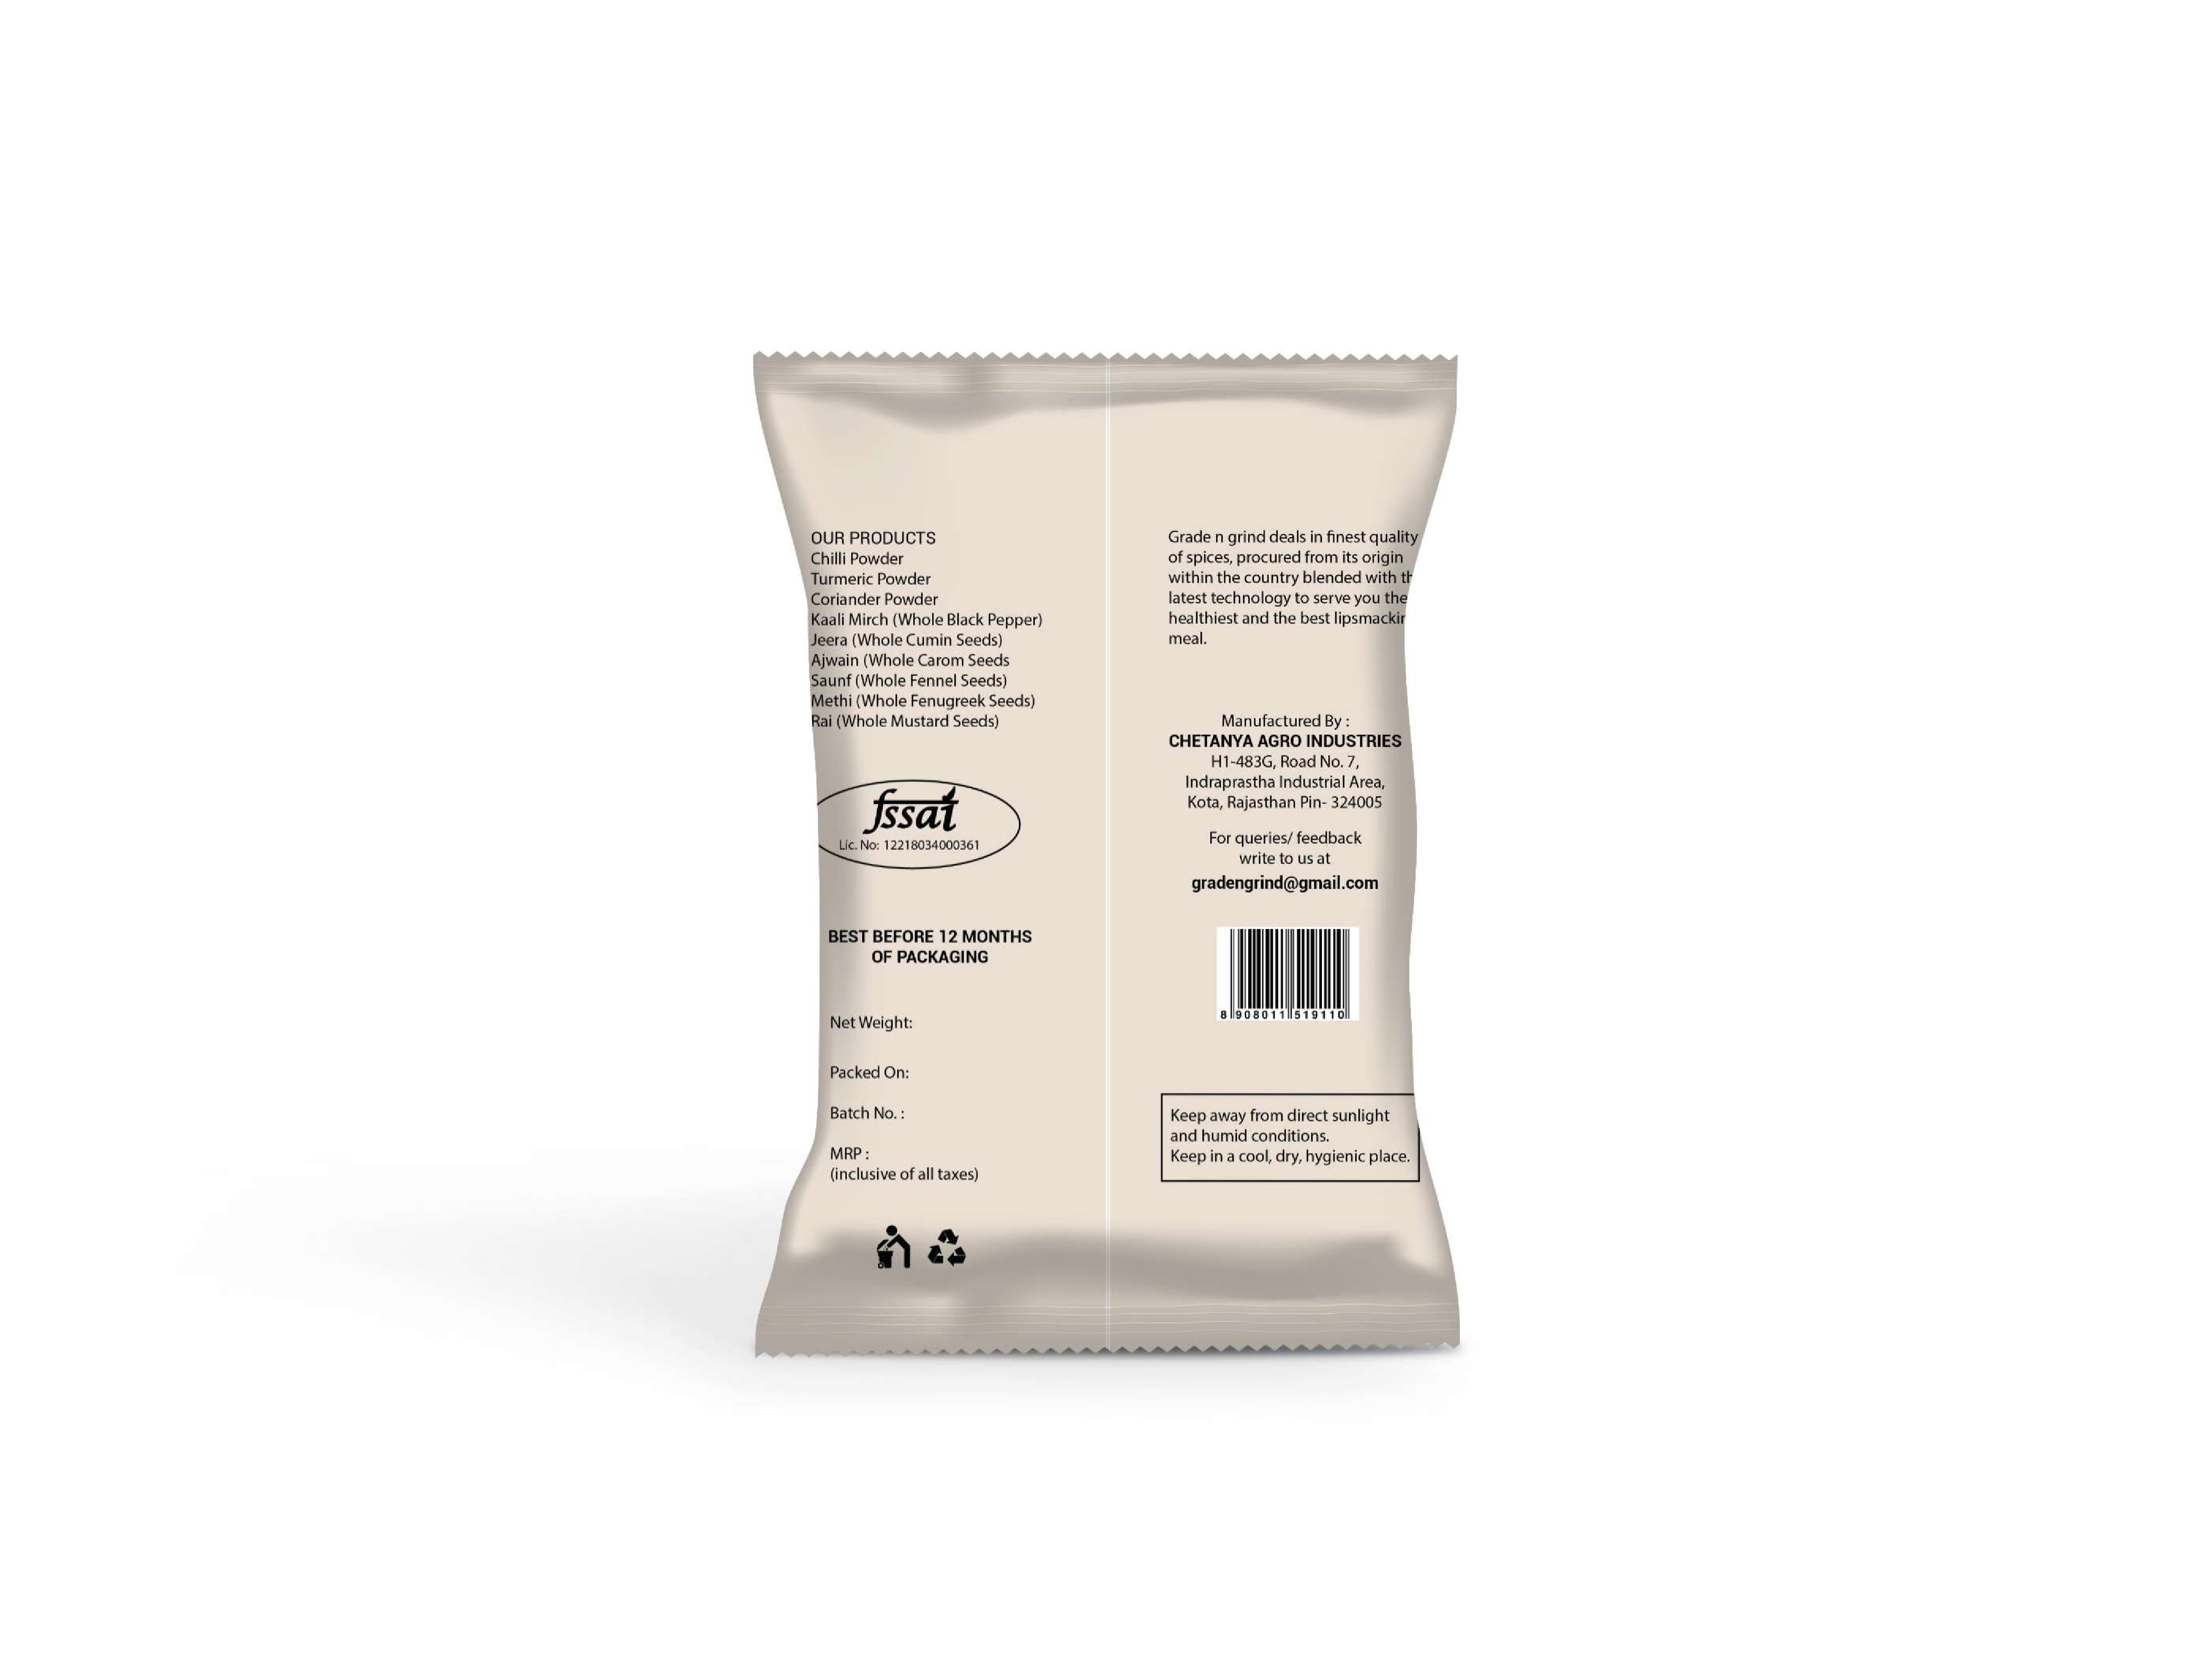 OUR PRODUCTS
Chilli Powder
Turmeric Powder
Coriander Powder
Kaali Mirch (Whole Black Pepper)
Jeera (Whole Cumin Seeds)
Ajwain (Whole Carom Seeds
Saunf (Whole Fennel Seeds)
Methi (Whole Fenugreek Seeds)
Rai (Whole Mustard Seeds)
fssai
Lic. No: 12218034000361
BEST BEFORE 12 MONTHS
OF PACKAGING
Net Weight:
Packed On:
Batch No. :
MRP :
(inclusive of all taxes)
Grade n grind deals in finest quality
of spices, procured from its origin
within the country blended with th
latest technology to serve you the
healthiest and the best lipsmackin
meal.
Manufactured By :
CHETANYA AGRO INDUSTRIES
H1-483G, Road No. 7,
Indraprastha Industrial Area,
Kota, Rajasthan Pin- 324005
For queries/ feedback
write to us at
gradengrind@gmail.com
8 908011 519110
Keep away from direct sunlight
and humid conditions.
Keep in a cool, dry, hygienic place.